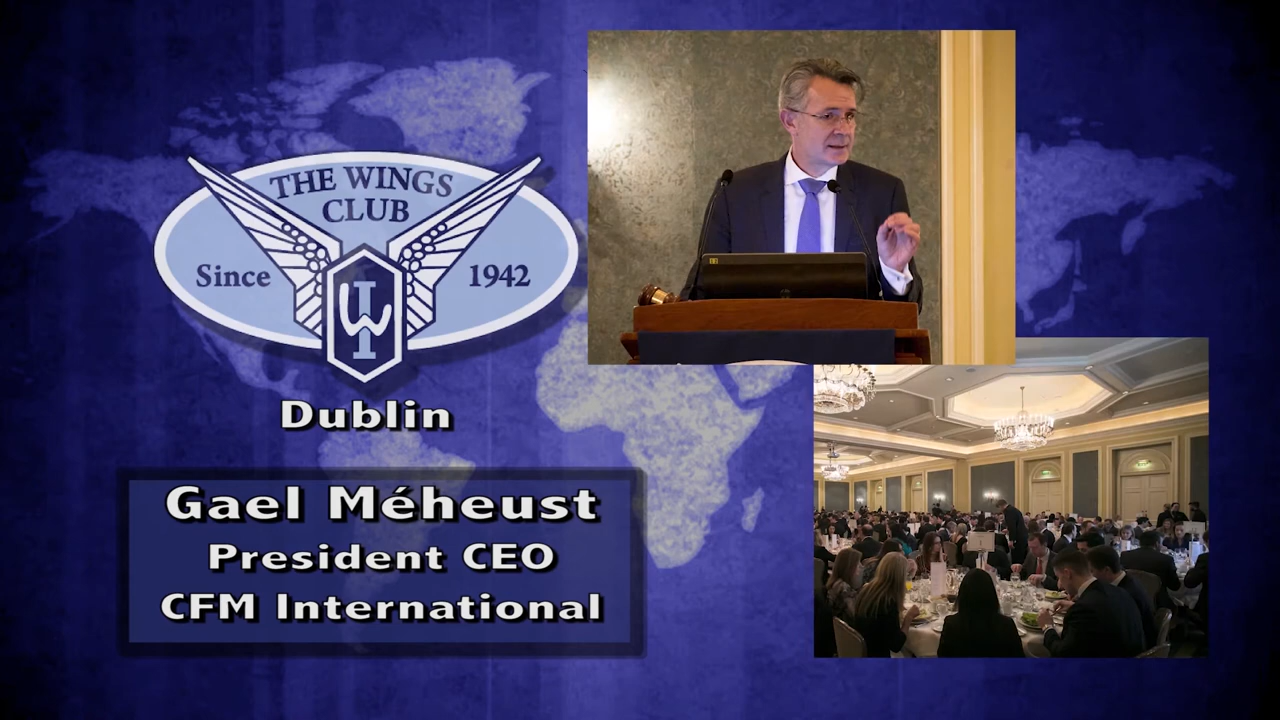 THE WINGS
CLUB
Since 1942
Dublin
Gael Méheust
President CEO
CFM International